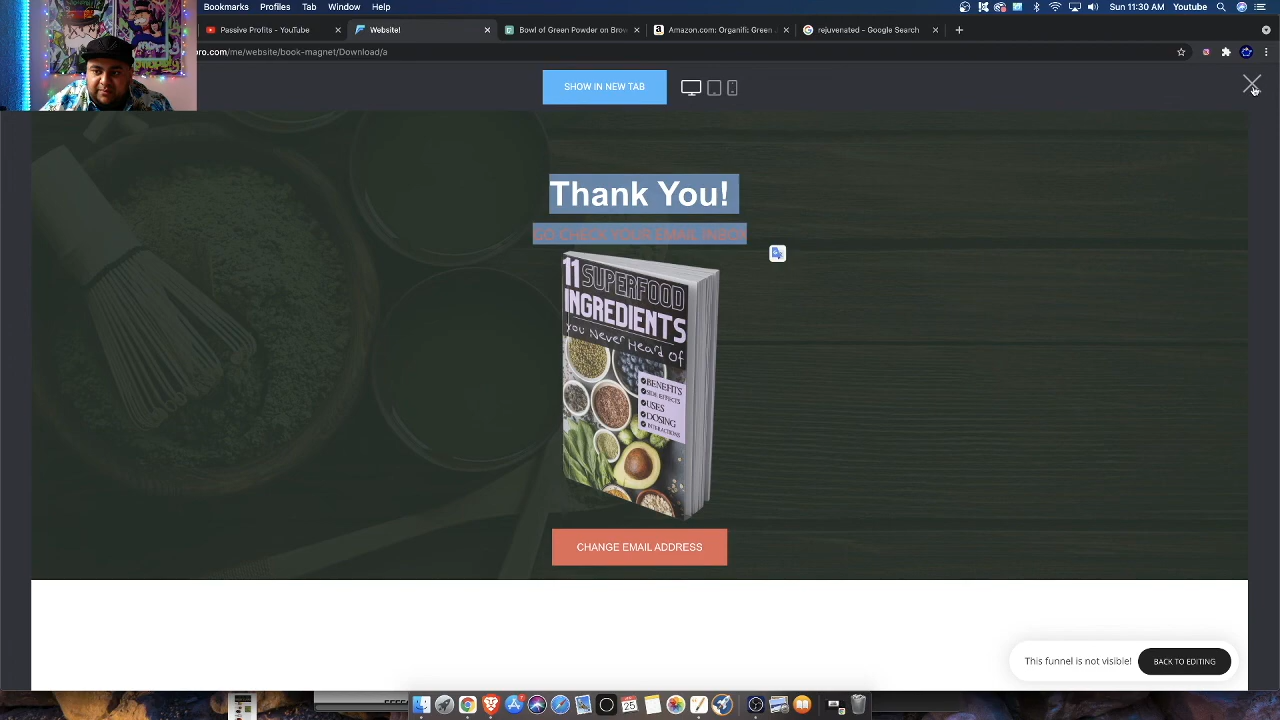 Bookmarks Profiles Tab Window Help
Sun 11:30 AM Youtube
Passive Profits - YouTube
Website!
Bowl of Green Powder on Brow
Amazon.com: Organifi: Green J
rejuvenated - Google Search
pro.com/me/website/book-magnet/Download/a
SHOW IN NEW TAB
Thank You!
GO CHECK YOUR EMAIL INBOX
11 SUPERFOOD
INGREDIENTS
you Never Heard of
BENEFITS
SIDE EFFECTS
USES
DOSING
INTERACTIONS
CHANGE EMAIL ADDRESS
This funnel is not visible!
BACK TO EDITING
25